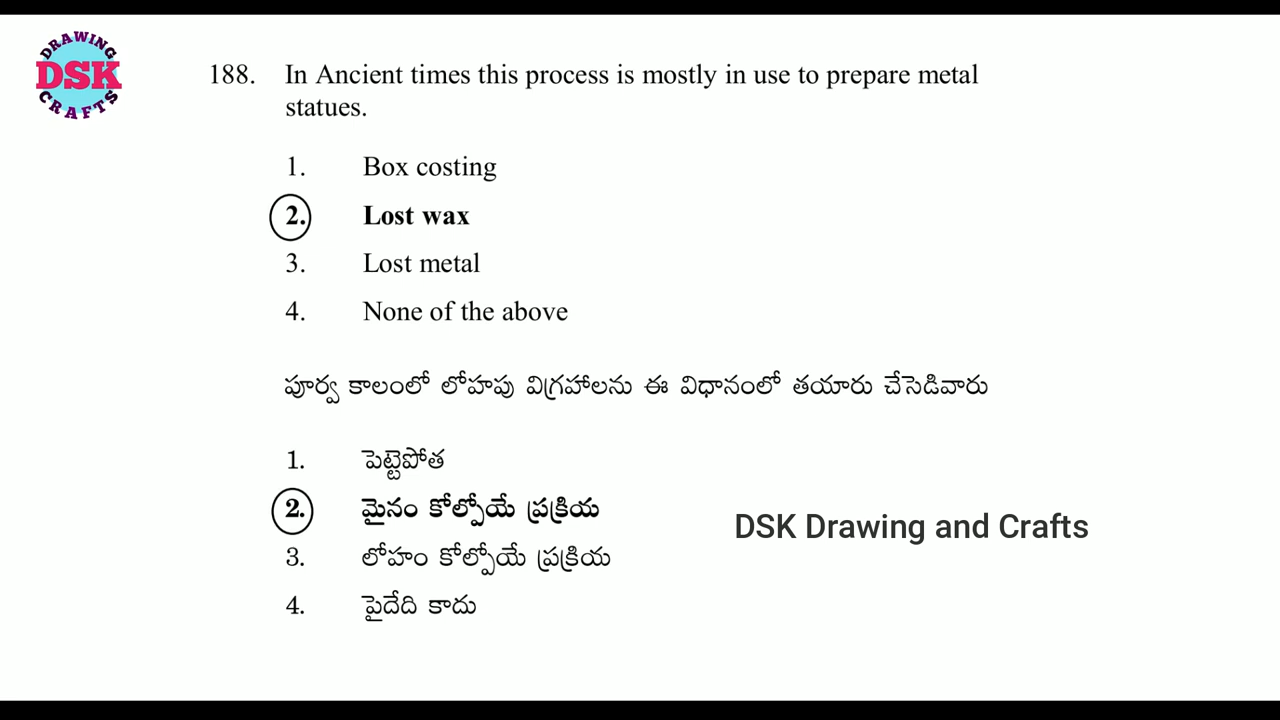 DRAWING
DSK
CRAFTS
188. In Ancient times this process is mostly in use to prepare metal
statues.
1. Box costing
2. Lost wax
3. Lost metal
4. None of the above
పూర్వ కాలంలో లోహపు విగ్రహాలను ఈ విధానంలో తయారు చేసెడివారు
1. పెట్టెపోత
2. మైనం కోల్పోయే ప్రక్రియ
DSK Drawing and Crafts
3. లోహం కోల్పోయే ప్రక్రియ
4. పైదేది కాదు